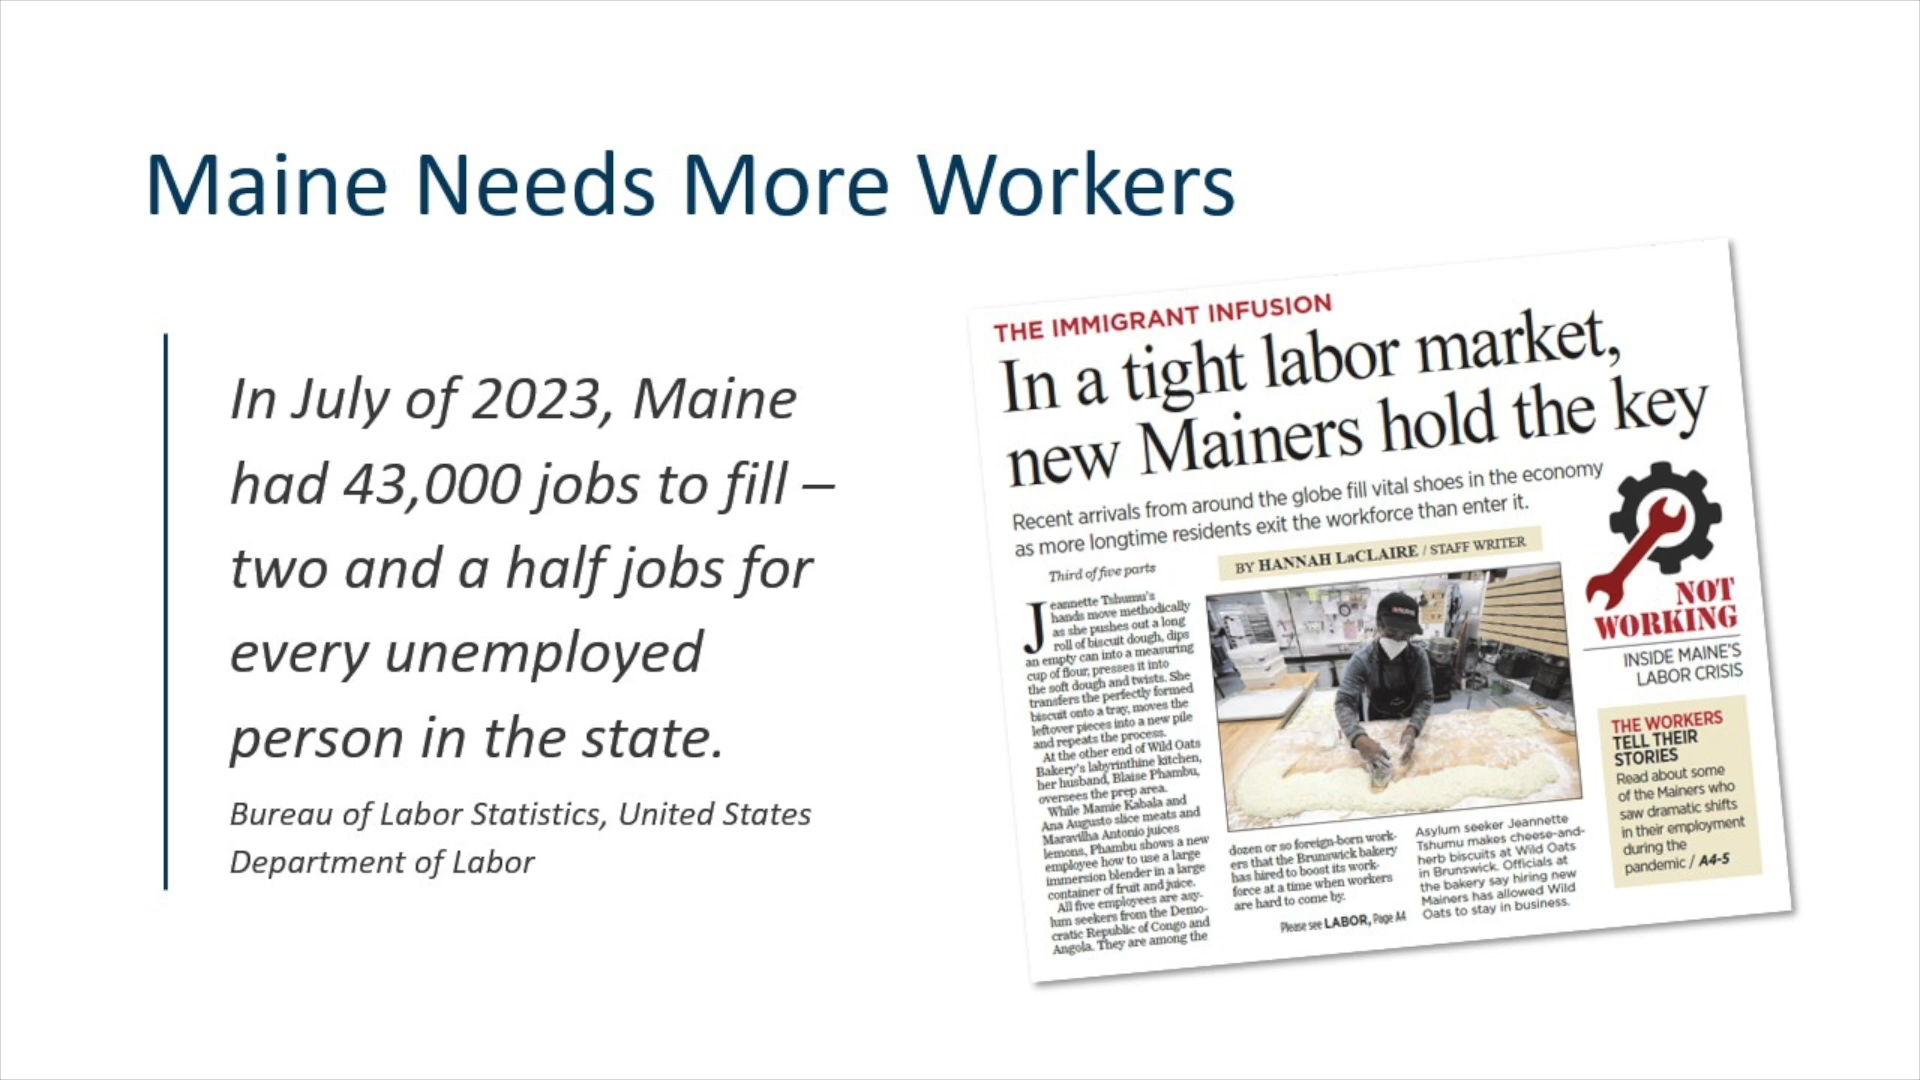 Maine Needs More Workers
In July of 2023, Maine
had 43,000 jobs to fill –
two and a half jobs for
every unemployed
person in the state.
Bureau of Labor Statistics, United States
Department of Labor
THE IMMIGRANT INFUSION
In a tight labor market,
new Mainers hold the key
Recent arrivals from around the globe fill vital shoes in the economy
as more longtime residents exit the workforce than enter it.
BY HANNAH LaCLAIRE / STAFF WRITER
Third of five parts
Jeannette Tshumu's
hands move methodically
as she pushes out a long
roll of biscuit dough, dips
an empty can into a measuring
cup of flour, presses it into
the soft dough and twists. She
transfers the perfectly formed
biscuit onto a tray, moves the
leftover pieces into a new pile
and repeats the process.
At the other end of Wild Oats
Bakery's labyrinthine kitchen,
her husband, Blaise Phambu,
oversees the prep area.
While Mamie Kabala and
Ana Augusto slice meats and
Maravilha Antonio juices
lemons, Phambu shows a new
employee how to use a large
immersion blender in a large
container of fruit and juice.
All five employees are asy-
lum seekers from the Demo-
cratic Republic of Congo and
Angola. They are among the
dozen or so foreign-born work-
ers that the Brunswick bakery
has hired to boost its work-
force at a time when workers
are hard to come by.
Please see LABOR, Page A4
Asylum seeker Jeannette
Tshumu makes cheese-and-
herb biscuits at Wild Oats
in Brunswick. Officials at
the bakery say hiring new
Mainers has allowed Wild
Oats to stay in business.
NOT
WORKING
INSIDE MAINE'S
LABOR CRISIS
THE WORKERS
TELL THEIR
STORIES
Read about some
of the Mainers who
saw dramatic shifts
in their employment
during the
pandemic / A4-5